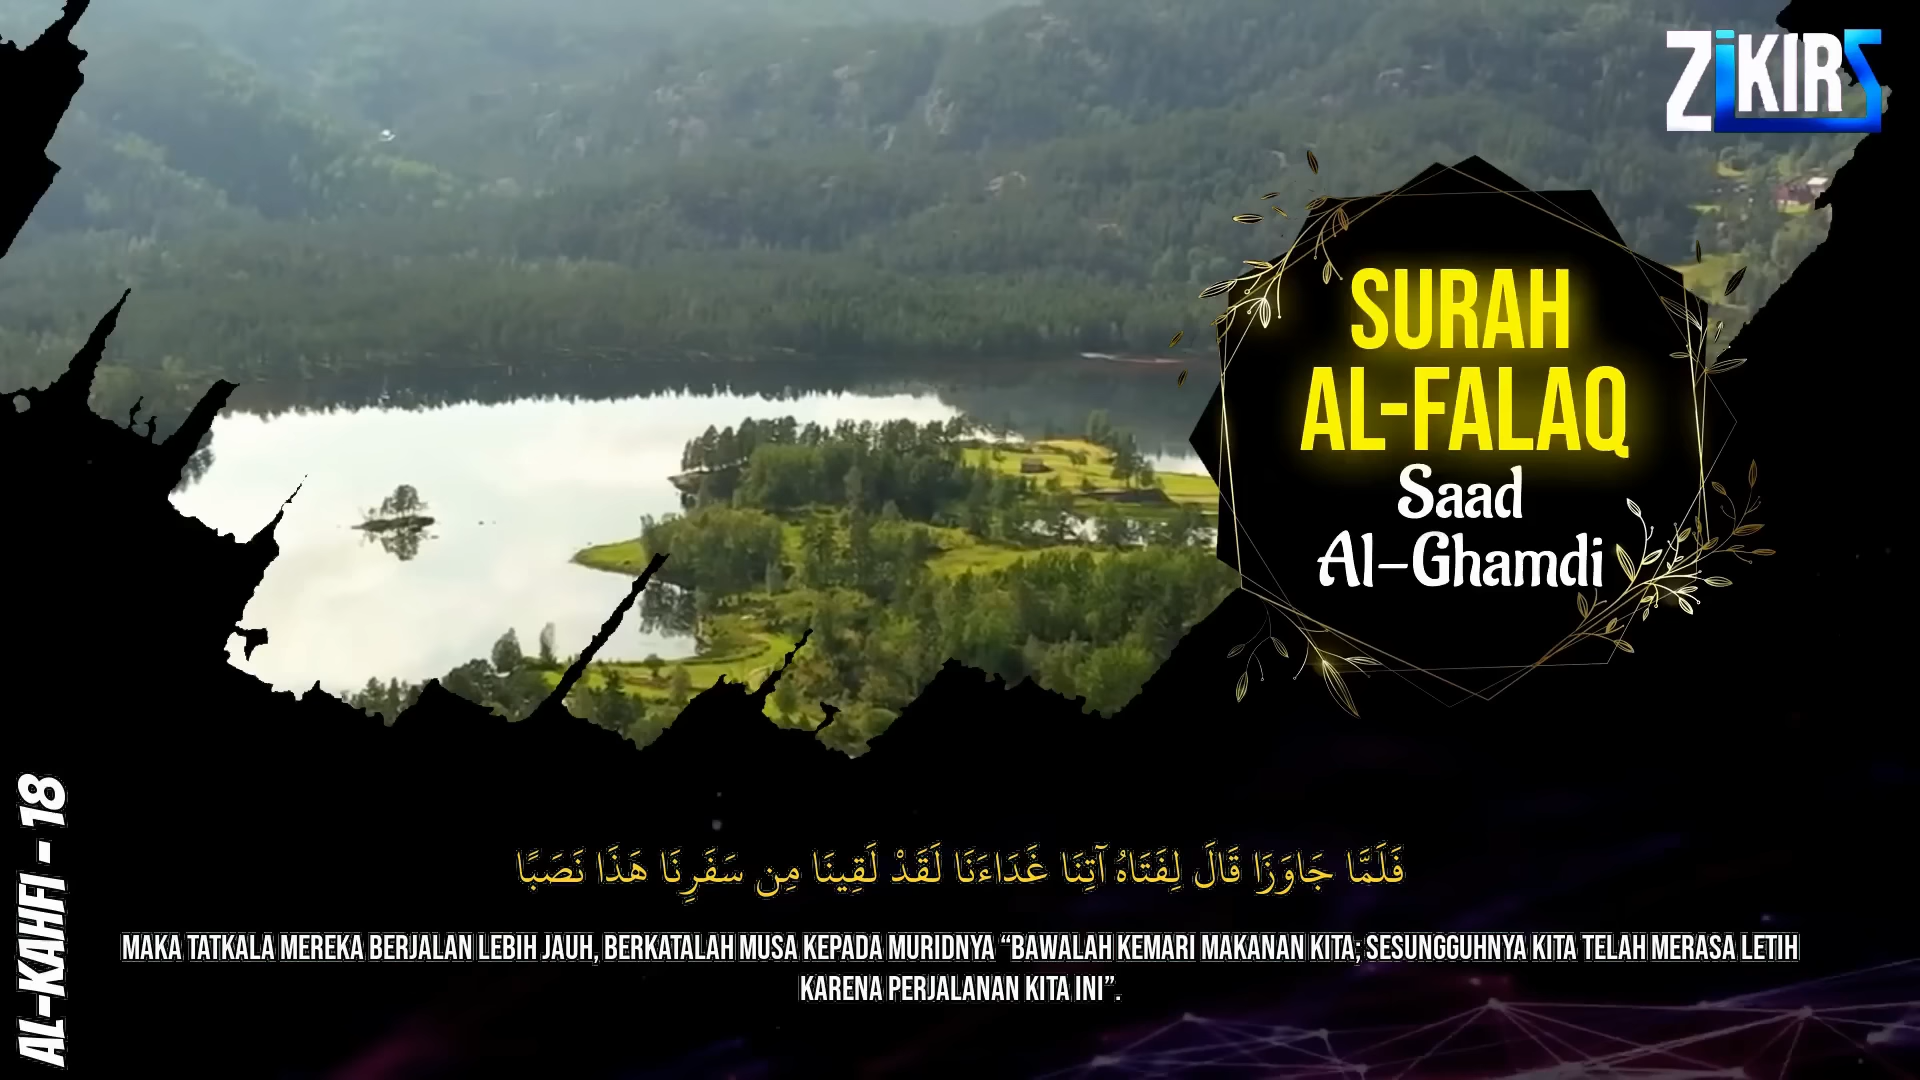 ZiKIRS
SURAH
AL-FALAQ
Saad
Al-Ghamdi
AL-KAHFI - 18
فَلَمَّا جَاوَزَا قَالَ لِفَتَاهُ آتِنَا غَدَاءَنَا لَقَدْ لَقِينَا مِن سَفَرِنَا هَذَا نَصَبًا
MAKA TATKALA MEREKA BERJALAN LEBIH JAUH, BERKATALAH MUSA KEPADA MURIDNYA “BAWALAH KEMARI MAKANAN KITA; SESUNGGUHNYA KITA TELAH MERASA LETIH
KARENA PERJALANAN KITA INI”.